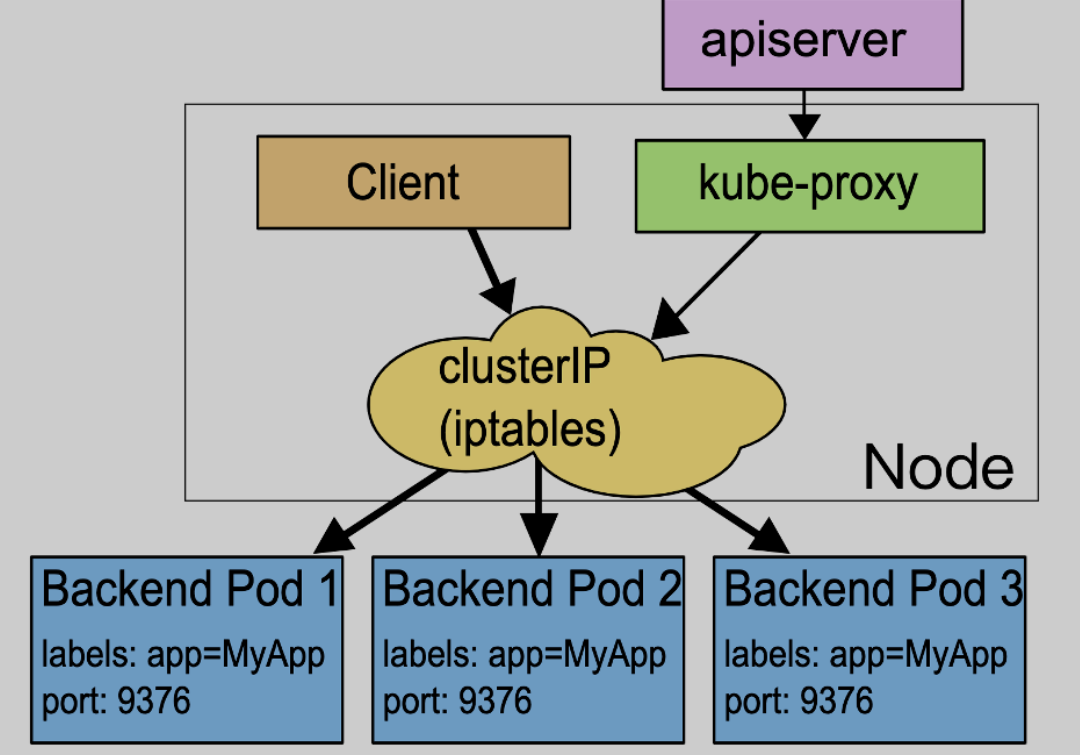 apiserver
Client
kube-proxy
clusterIP
(iptables)
Node
Backend Pod 1
labels: app=MyApp
port: 9376
Backend Pod 2
labels: app=MyApp
port: 9376
Backend Pod 3
labels: app=MyApp
port: 9376